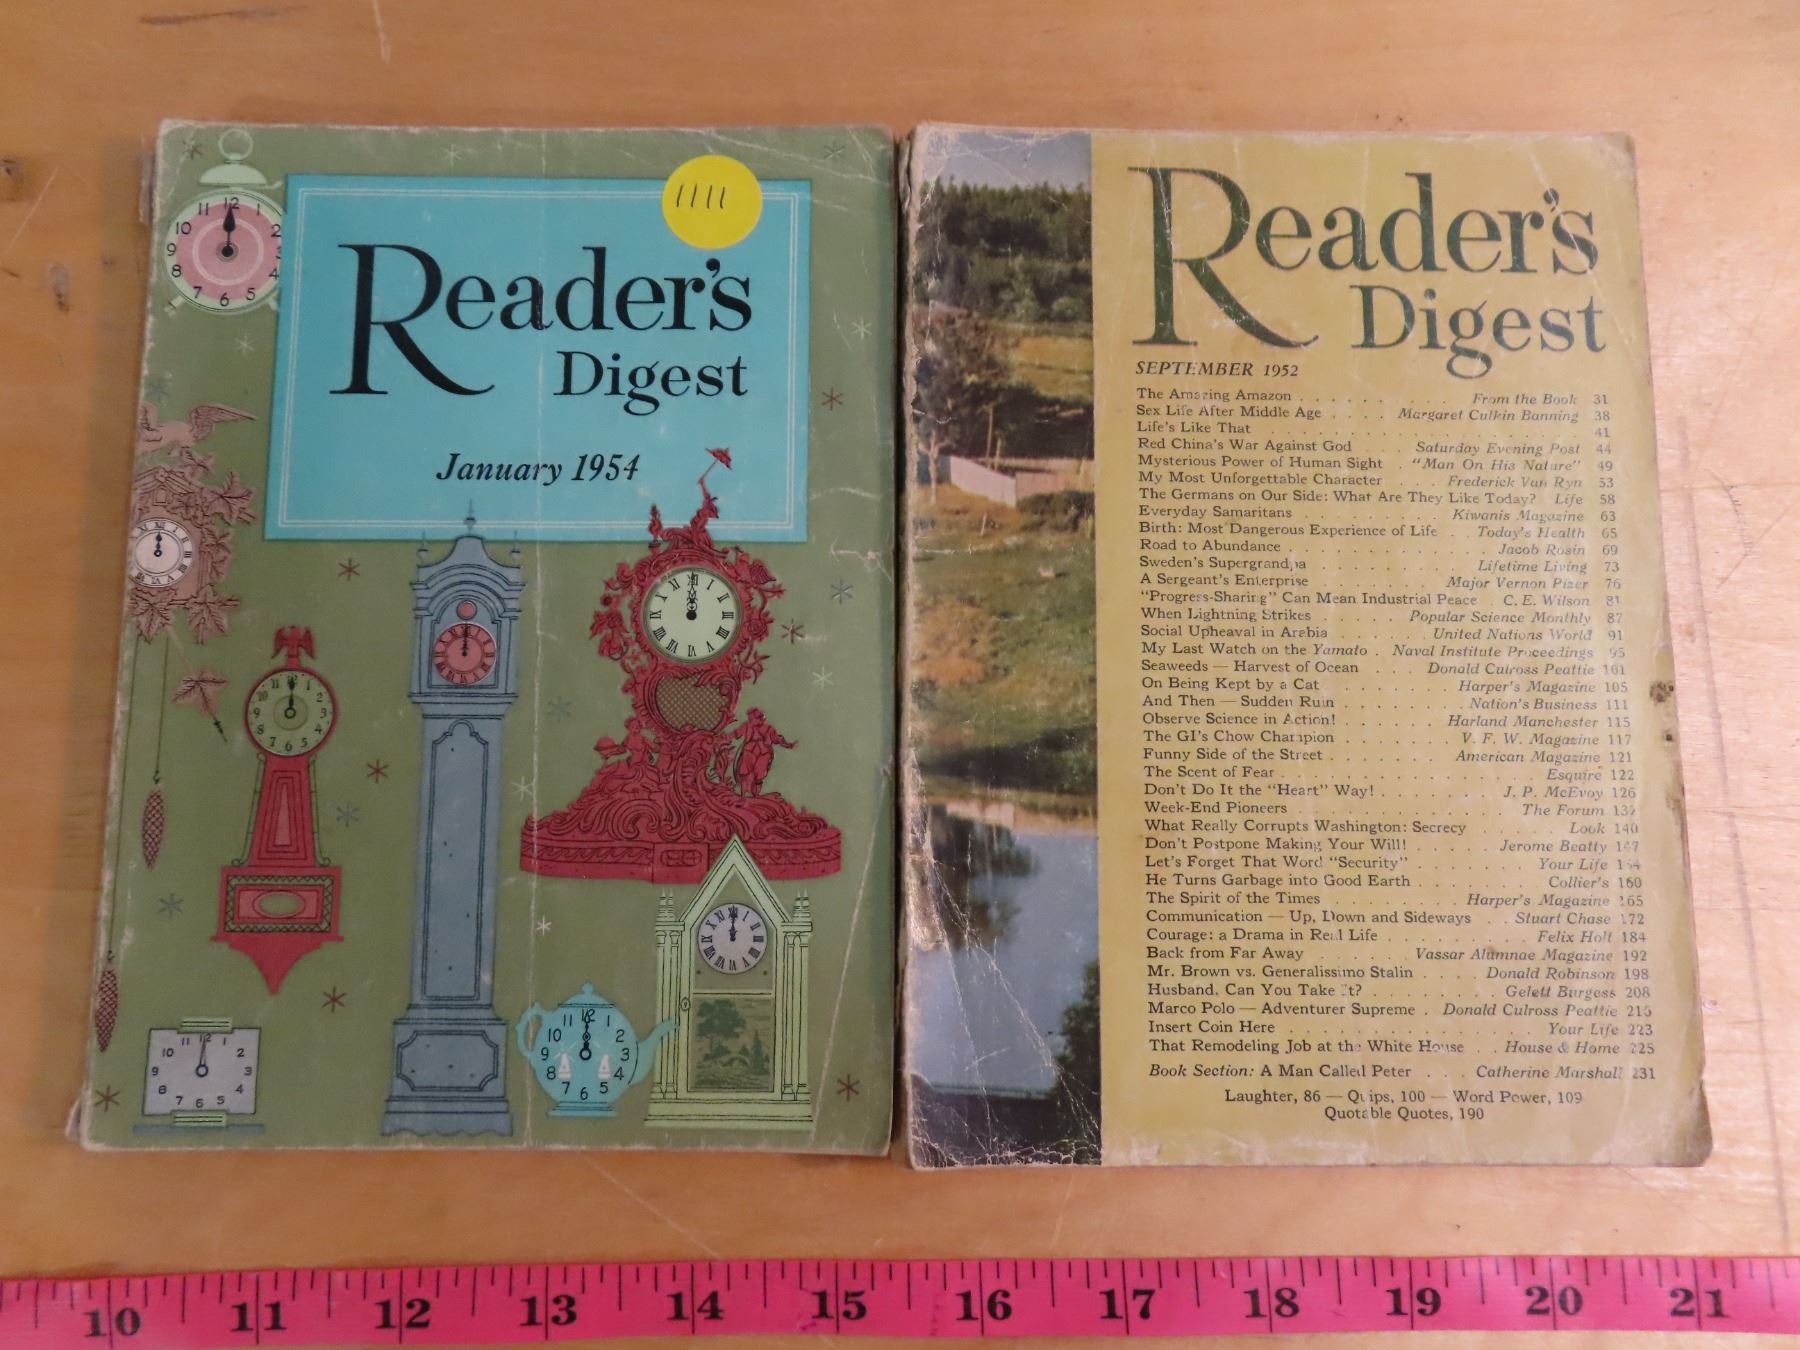 1111
Reader's
Digest
January 1954
Reader's
Digest
SEPTEMBER 1952
The Amazing Amazon . . . . . . . . . From the Book 31
Sex Life After Middle Age . . . . Margaret Culkin Banning 38
Life's Like That . . . . . . . . . . . . . . . . . . 41
Red China's War Against God . . . Saturday Evening Post 44
Mysterious Power of Human Sight . "Man On His Nature" 49
My Most Unforgettable Character . . . Frederick Van Ryn 53
The Germans on Our Side: What Are They Like Today? Life 58
Everyday Samaritans . . . . . . . . . Kiwanis Magazine 63
Birth: Most Dangerous Experience of Life . . Today's Health 65
Road to Abundance . . . . . . . . . . . . . Jacob Rosin 69
Sweden's Supergrandpa . . . . . . . . . Lifetime Living 73
A Sergeant's Enterprise . . . . . . . Major Vernon Pizer 76
"Progress-Sharing" Can Mean Industrial Peace . C. E. Wilson 81
When Lightning Strikes . . . . . Popular Science Monthly 87
Social Upheaval in Arabia . . . . . . United Nations World 91
My Last Watch on the Yamato . Naval Institute Proceedings 95
Seaweeds — Harvest of Ocean . . . Donald Culross Peattie 101
On Being Kept by a Cat . . . . . . . Harper's Magazine 105
And Then — Sudden Ruin . . . . . . . . Nation's Business 111
Observe Science in Action! . . . . . . Harland Manchester 115
The GI's Chow Champion . . . . . . . V. F. W. Magazine 117
Funny Side of the Street . . . . . . . American Magazine 121
The Scent of Fear . . . . . . . . . . . . . . . . Esquire 122
Don't Do It the "Heart" Way! . . . . . . . J. P. McEvoy 126
Week-End Pioneers . . . . . . . . . . . . . The Forum 132
What Really Corrupts Washington: Secrecy . . . . . Look 140
Don't Postpone Making Your Will! . . . . . Jerome Beatty 147
Let's Forget That Word "Security" . . . . . . . Your Life 154
He Turns Garbage into Good Earth . . . . . . . . Collier's 160
The Spirit of the Times . . . . . . . . Harper's Magazine 165
Communication — Up, Down and Sideways . . Stuart Chase 172
Courage: a Drama in Real Life . . . . . . . . . Felix Holt 184
Back from Far Away . . . . . . Vassar Alumnae Magazine 192
Mr. Brown vs. Generalissimo Stalin . . . . Donald Robinson 198
Husband, Can You Take It? . . . . . . . . Gelett Burgess 208
Marco Polo — Adventurer Supreme . Donald Culross Peattie 215
Insert Coin Here . . . . . . . . . . . . . . . Your Life 223
That Remodeling Job at the White House . . House & Home 225
Book Section: A Man Called Peter . . . Catherine Marshall 231
Laughter, 86 — Quips, 100 — Word Power, 109
Quotable Quotes, 190
10 11 12 13 14 15 16 17 18 19 20 21